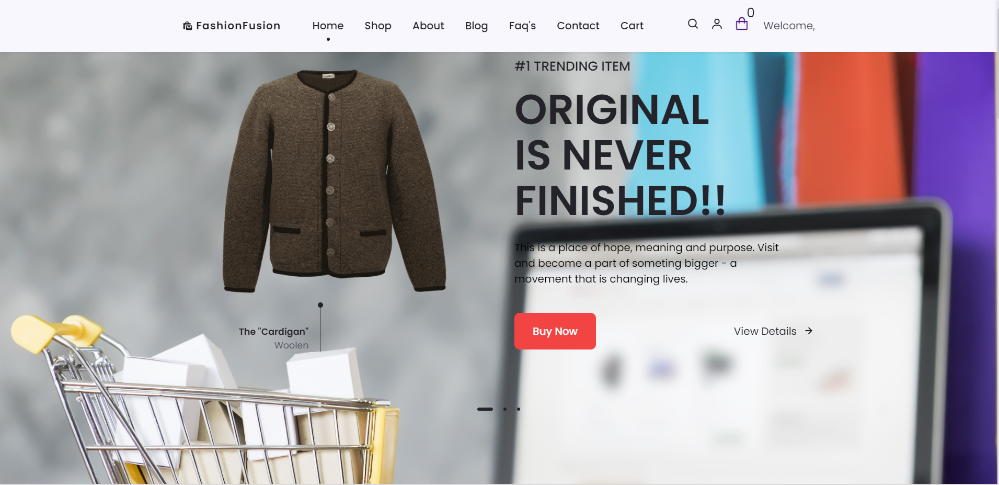 FashionFusion
Home
Shop
About
Blog
Faq's
Contact
Cart
0
Welcome,
#1 TRENDING ITEM
ORIGINAL
IS NEVER
FINISHED!!
This is a place of hope, meaning and purpose. Visit
and become a part of someting bigger - a
movement that is changing lives.
The "Cardigan"
Woolen
Buy Now
View Details